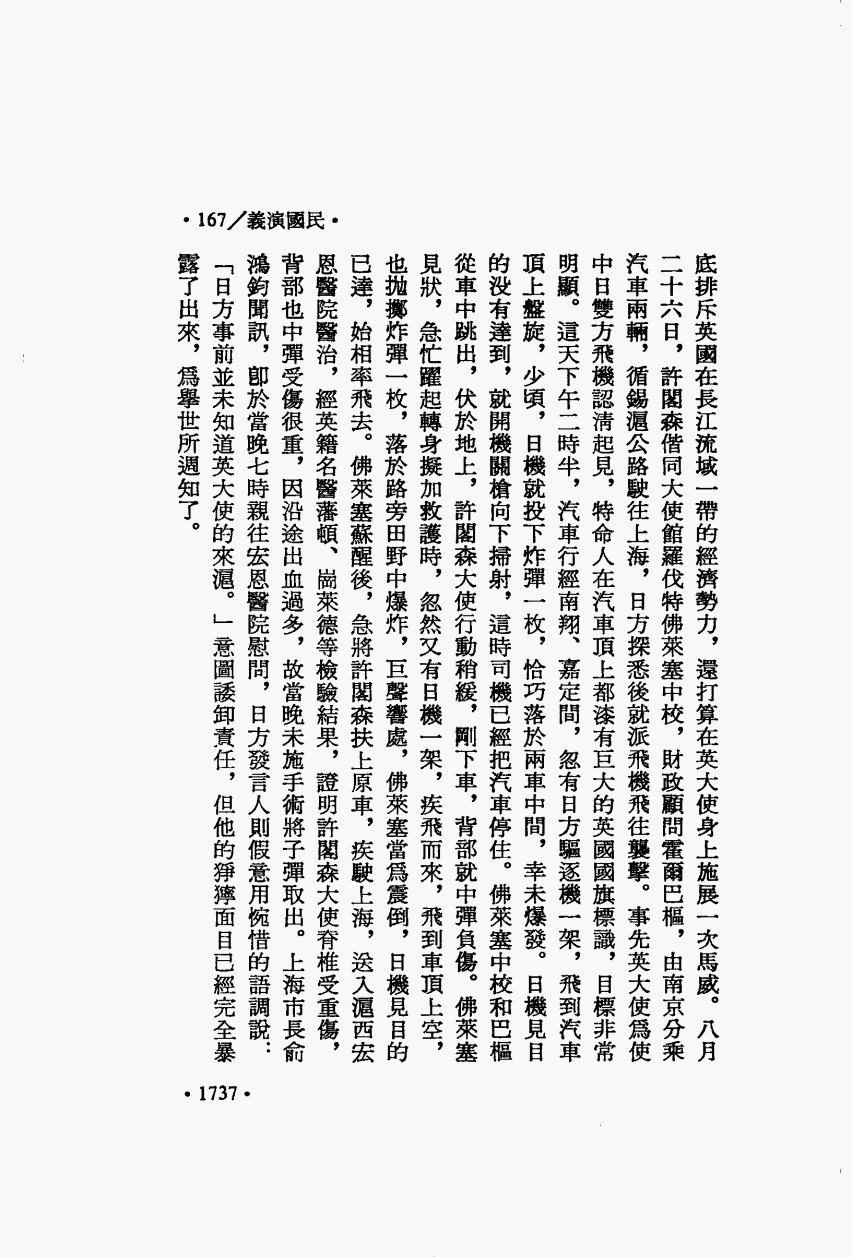 •167／義演國民•
底排斥英國在長江流域一帶的經濟勢力，還打算在英大使身上施展一次馬威。八月
二十六日，許閣森偕同大使館羅伐特佛萊塞中校，財政顧問霍爾巴樞，由南京分乘
汽車兩輛，循錫滬公路駛往上海，日方探悉後就派飛機飛往襲擊。事先英大使爲使
中日雙方飛機認清起見，特命人在汽車頂上都漆有巨大的英國國旗標識，目標非常
明顯。這天下午二時半，汽車行經南翔、嘉定間，忽有日方驅逐機一架，飛到汽車
頂上盤旋，少頃，日機就投下炸彈一枚，恰巧落於兩車中間，幸未爆發。日機見目
的没有達到，就開機關槍向下掃射，這時司機已經把汽車停住。佛萊塞中校和巴樞
從車中跳出，伏於地上，許閣森大使行動稍緩，剛下車，背部就中彈負傷。佛萊塞
見狀，急忙躍起轉身擬加救護時，忽然又有日機一架，疾飛而來，飛到車頂上空，
也拋擲炸彈一枚，落於路旁田野中爆炸，巨聲響處，佛萊塞當爲震倒，日機見目的
已達，始相率飛去。佛萊塞蘇醒後，急將許閣森扶上原車，疾駛上海，送入滬西宏
恩醫院醫治，經英籍名醫藩頓、崗萊德等檢驗結果，證明許閣森大使脊椎受重傷，
背部也中彈受傷很重，因沿途出血過多，故當晚未施手術將子彈取出。上海市長俞
鴻鈞聞訊，卽於當晚七時親往宏恩醫院慰問，日方發言人則假意用惋惜的語調說：
「日方事前並未知道英大使的來滬。」意圖諉卸責任，但他的猙獰面目已經完全暴
露了出來，爲舉世所週知了。
•1737•